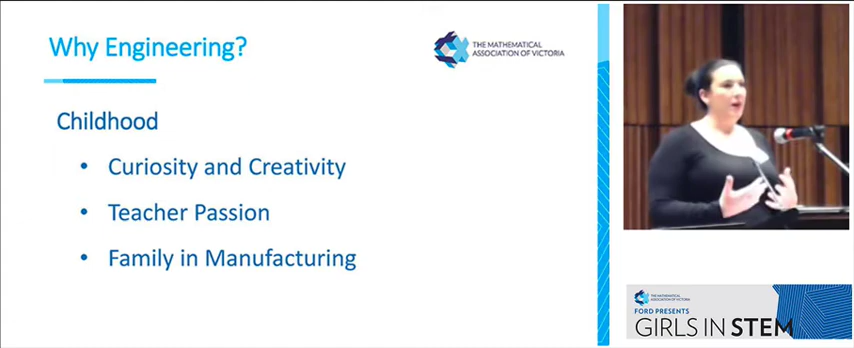 Why Engineering?
THE MATHEMATICAL
ASSOCIATION OF VICTORIA
Childhood
• Curiosity and Creativity
• Teacher Passion
• Family in Manufacturing
THE MATHEMATICAL
ASSOCIATION OF VICTORIA
FORD PRESENTS
GIRLS IN STEM